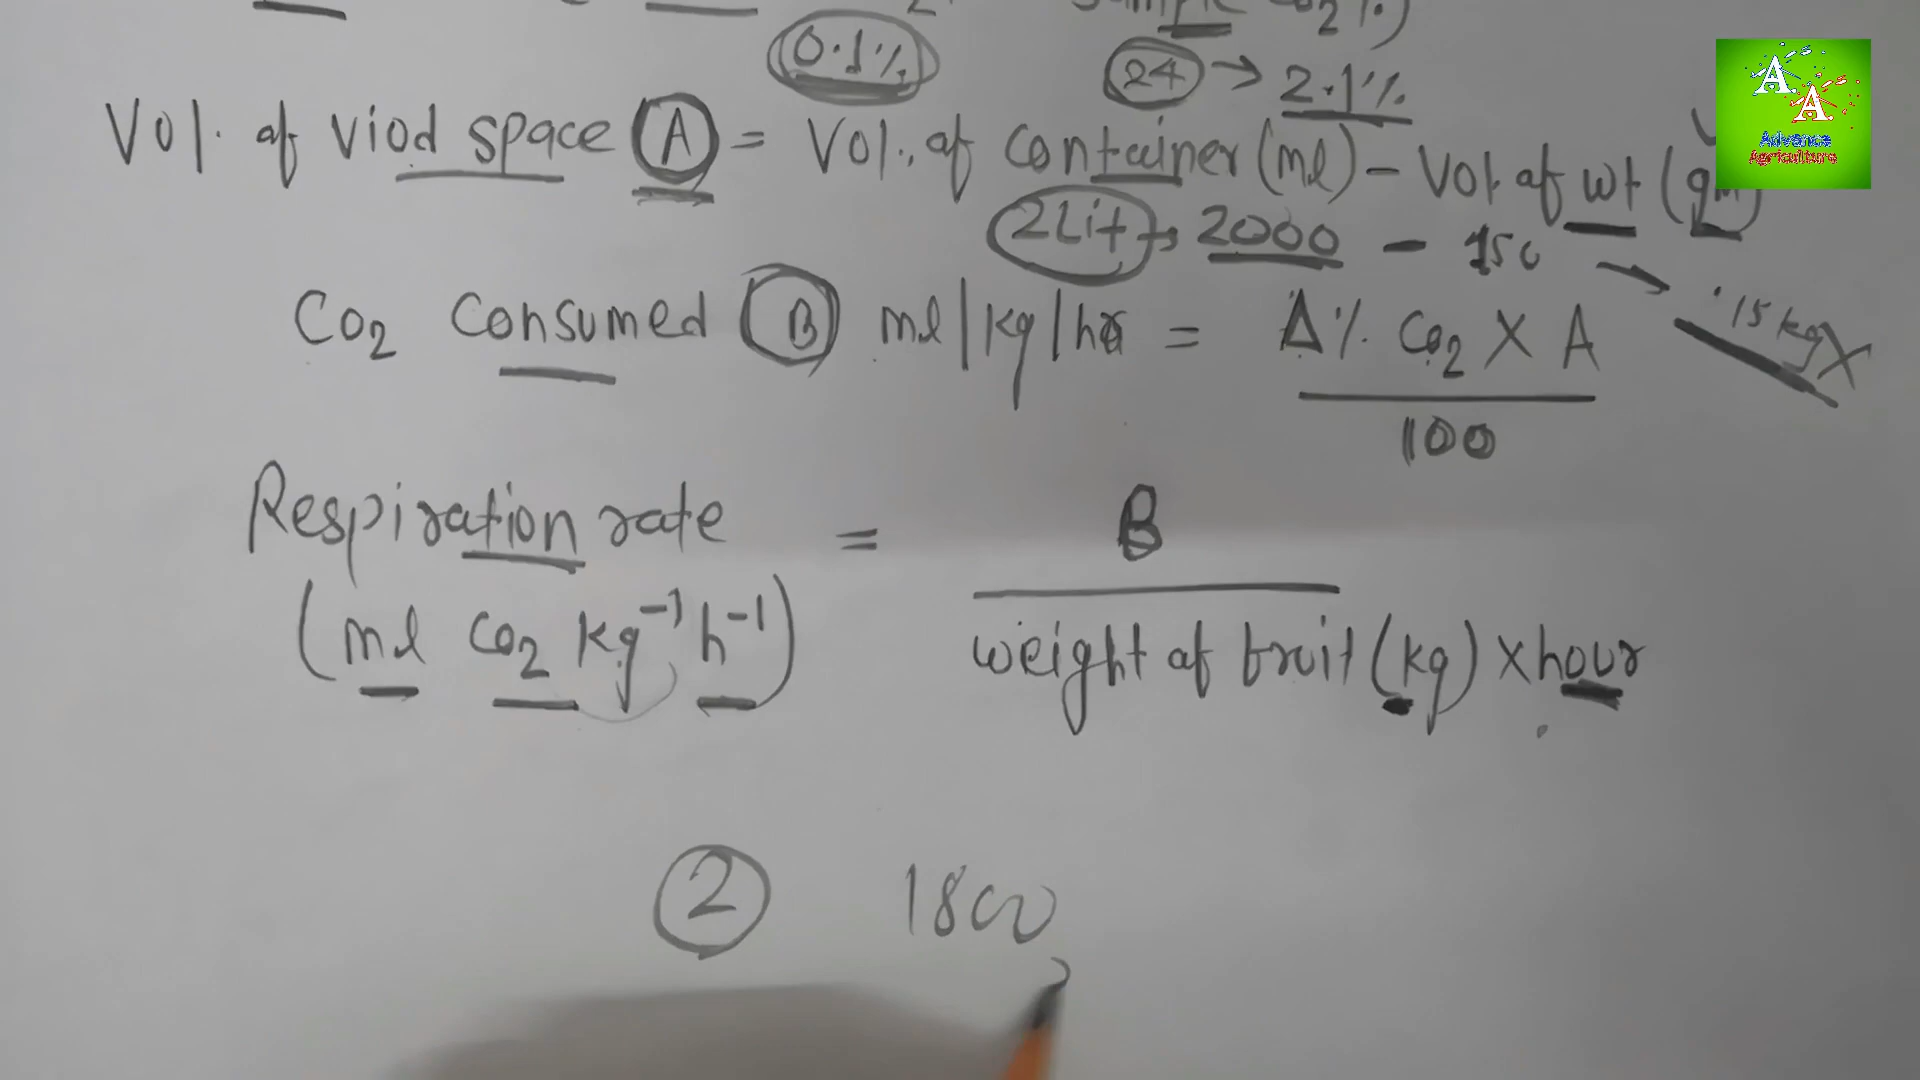 sample CO2 %)
0.1%
24 → 2.1%
Vol. of Viod space A = Vol. of container (ml) - Vol of wt (gm)
2Lit → 2000 - 150
.15 kg X
CO2 Consumed B ml/kg/hr = Δ% CO2 X A
100
Respiration rate = B
(ml CO2 kg-1 h-1) weight of fruit (kg) X hour
2 1800
A A
Advance
Agriculture